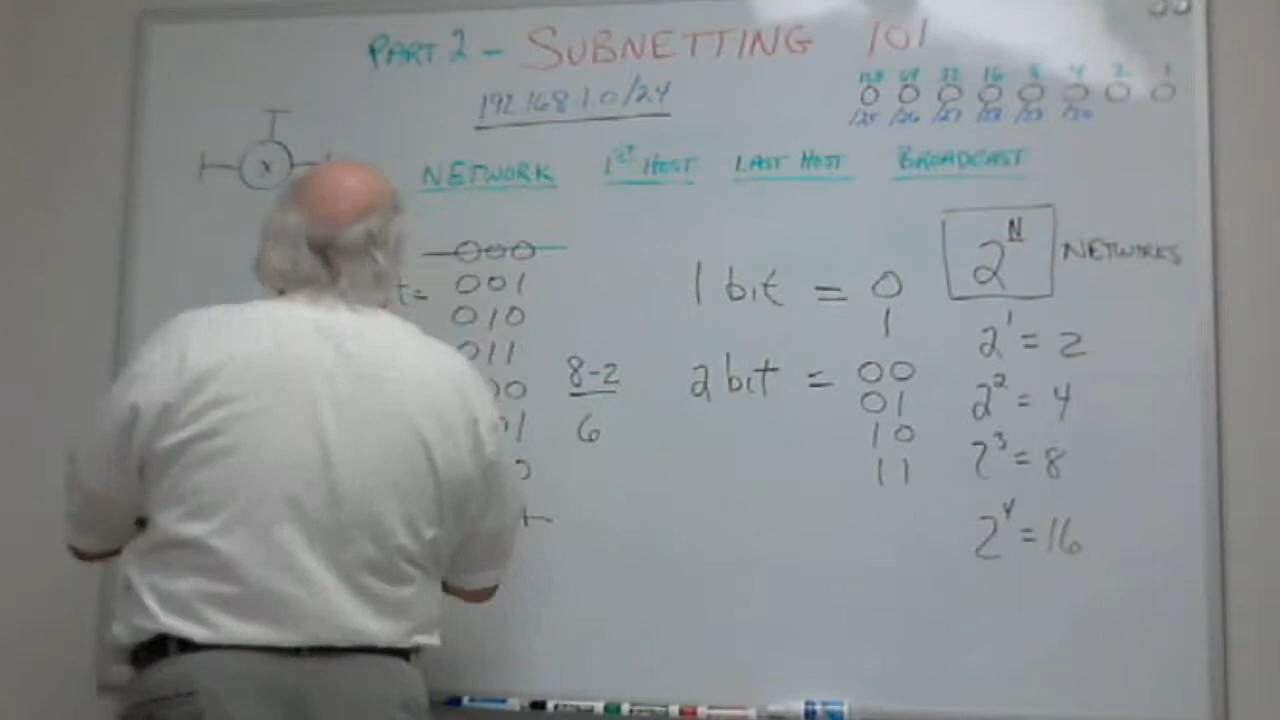 PART 2 - SUBNETTING 101
192.168.1.0/24
128 64 32 16 8 4 2 1
0 0 0 0 0 0 0 0
/25 /26 /27 /28 /29 /30
X
NETWORK 1ST HOST LAST HOST BROADCAST
000
t= 001
010
011
00
01
0
8-2
6
1 bit = 0
1
2 bit = 00
01
10
11
2^N NETWORKS
2^1 = 2
2^2 = 4
2^3 = 8
2^4 = 16